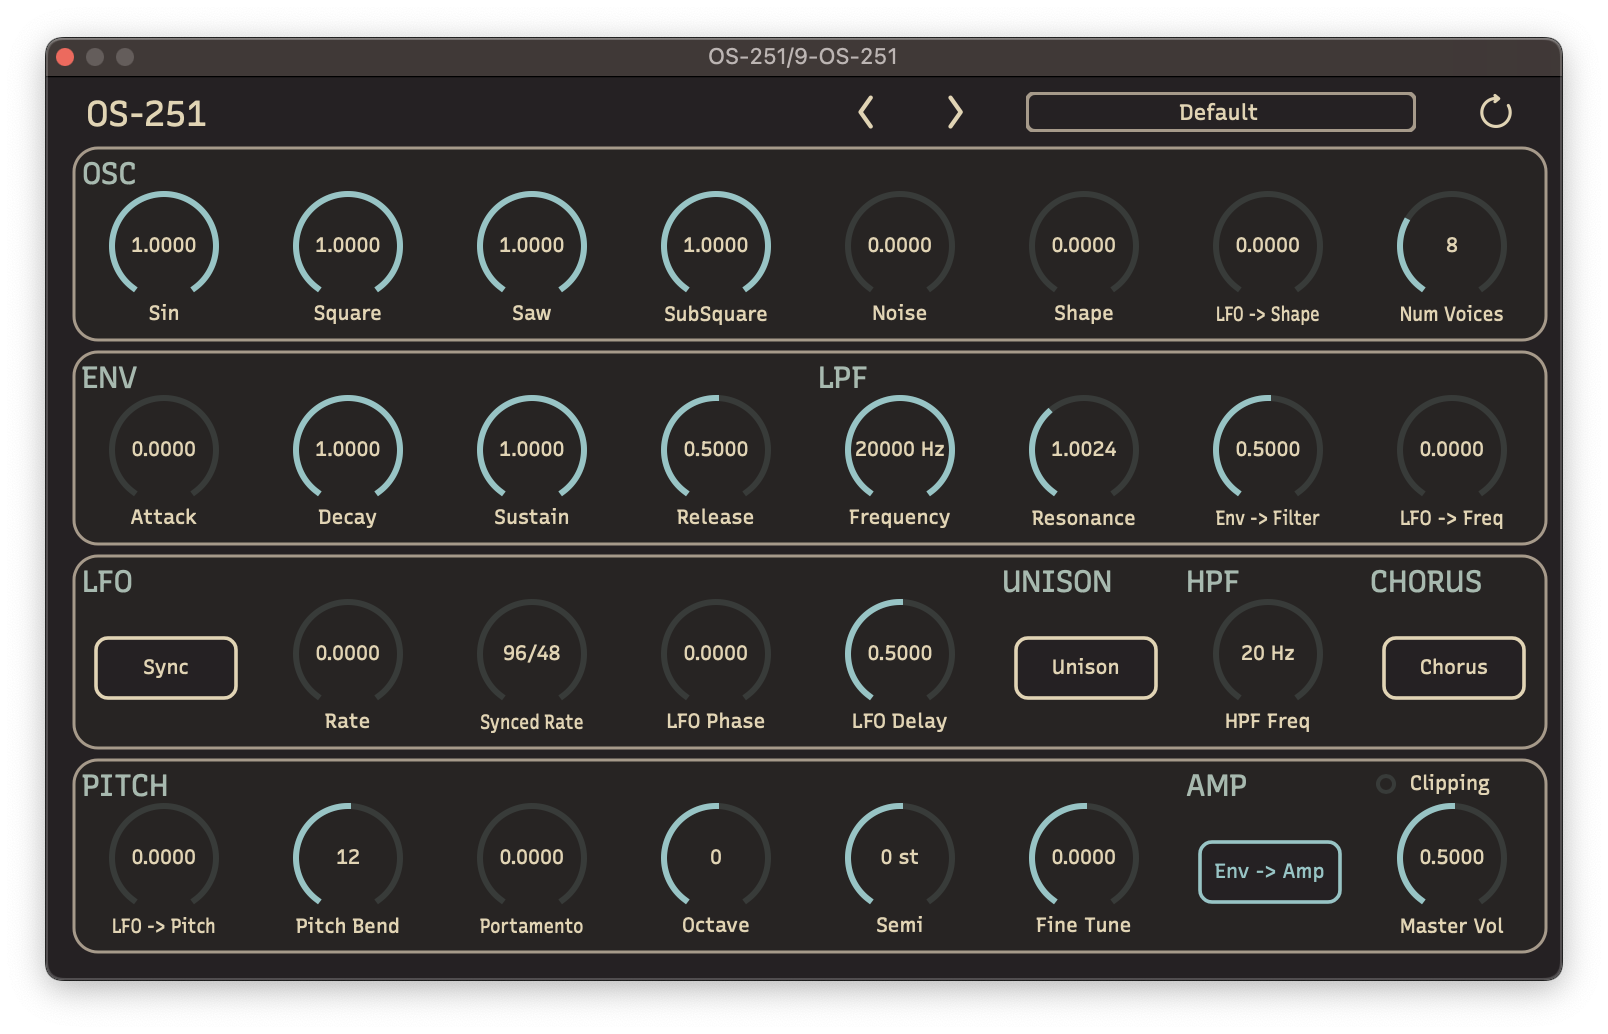 OS-251/9-OS-251
OS-251
Default
OSC
1.0000 1.0000 1.0000 1.0000 0.0000 0.0000 0.0000 8
Sin Square Saw SubSquare Noise Shape LFO -> Shape Num Voices
ENV LPF
0.0000 1.0000 1.0000 0.5000 20000 Hz 1.0024 0.5000 0.0000
Attack Decay Sustain Release Frequency Resonance Env -> Filter LFO -> Freq
LFO UNISON HPF CHORUS
Sync 0.0000 96/48 0.0000 0.5000 Unison 20 Hz Chorus
Rate Synced Rate LFO Phase LFO Delay HPF Freq
PITCH AMP Clipping
0.0000 12 0.0000 0 0 st 0.0000 Env -> Amp 0.5000
LFO -> Pitch Pitch Bend Portamento Octave Semi Fine Tune Master Vol